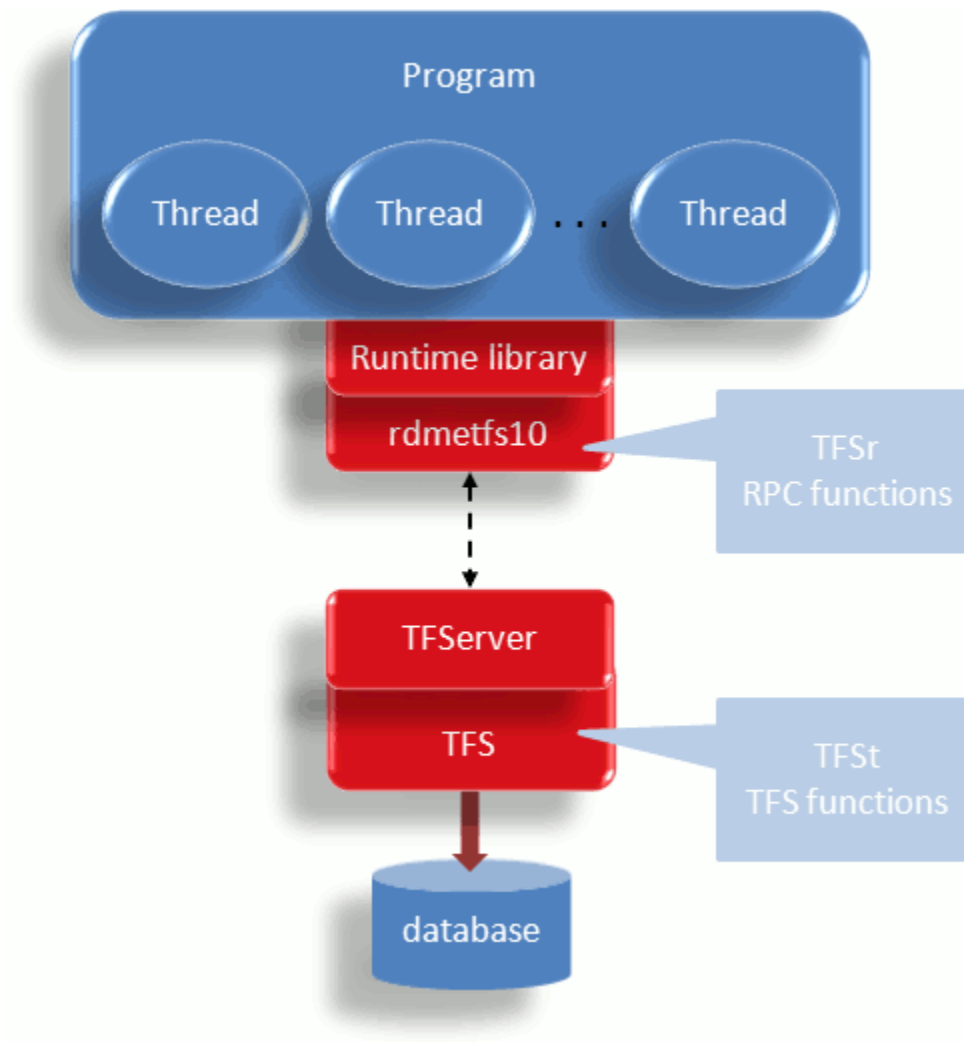 Program
Thread Thread ... Thread
Runtime library
rdmetfs10
TFSr
RPC functions
TFServer
TFS
TFSt
TFS functions
database